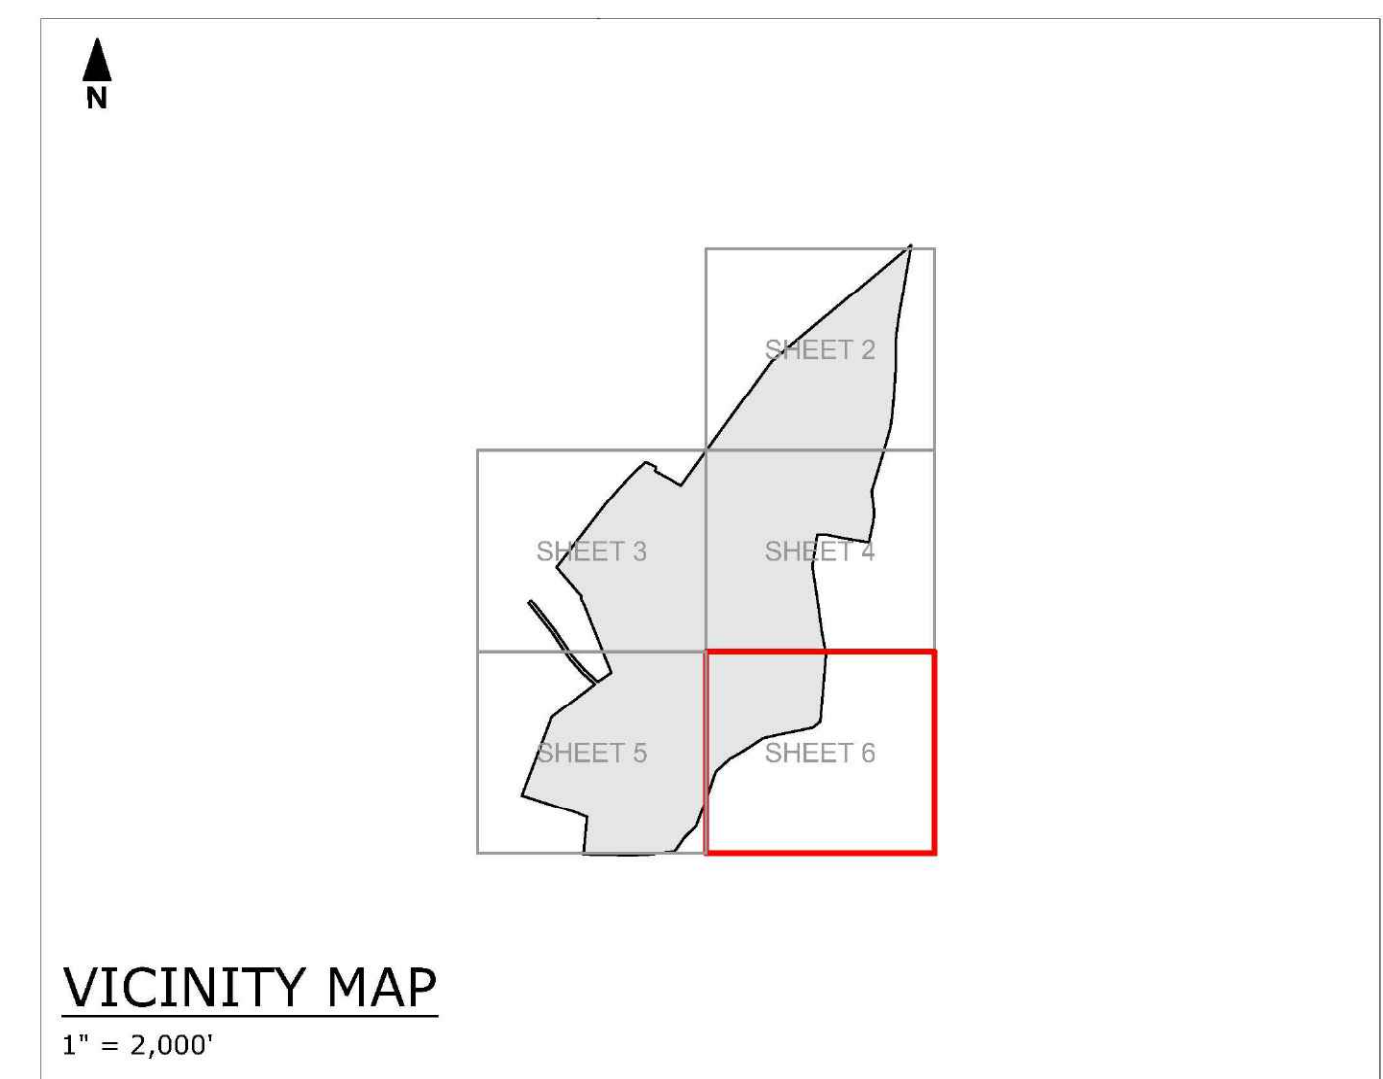 N
SHEET 2
SHEET 3
SHEET 4
SHEET 5
SHEET 6
VICINITY MAP
1" = 2,000'